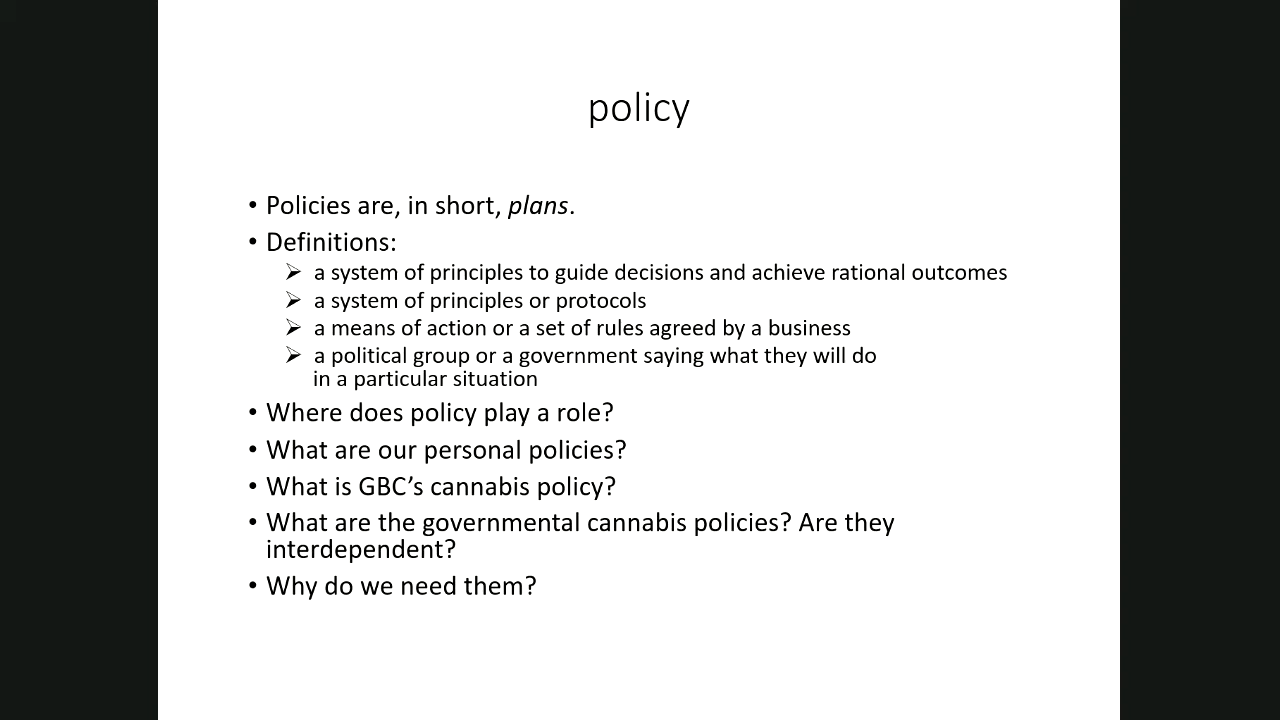 policy
• Policies are, in short, plans.
• Definitions:
➢ a system of principles to guide decisions and achieve rational outcomes
➢ a system of principles or protocols
➢ a means of action or a set of rules agreed by a business
➢ a political group or a government saying what they will do
in a particular situation
• Where does policy play a role?
• What are our personal policies?
• What is GBC’s cannabis policy?
• What are the governmental cannabis policies? Are they
interdependent?
• Why do we need them?